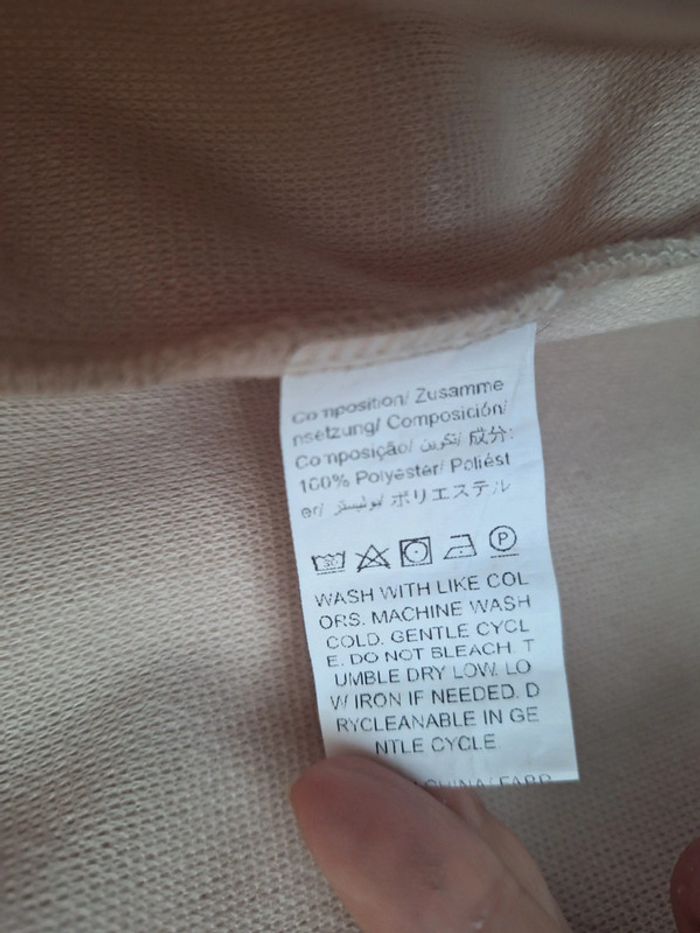 Composition/ Zusamme
nsetzung/ Composición/
Composição/ تكوين/ 成分:
100% Polyester/ Poliést
er/ بوليستر/ ポリエステル
30 P
WASH WITH LIKE COL
ORS. MACHINE WASH
COLD. GENTLE CYCL
E. DO NOT BLEACH. T
UMBLE DRY LOW. LO
W IRON IF NEEDED. D
RYCLEANABLE IN GE
NTLE CYCLE.
CHINA/